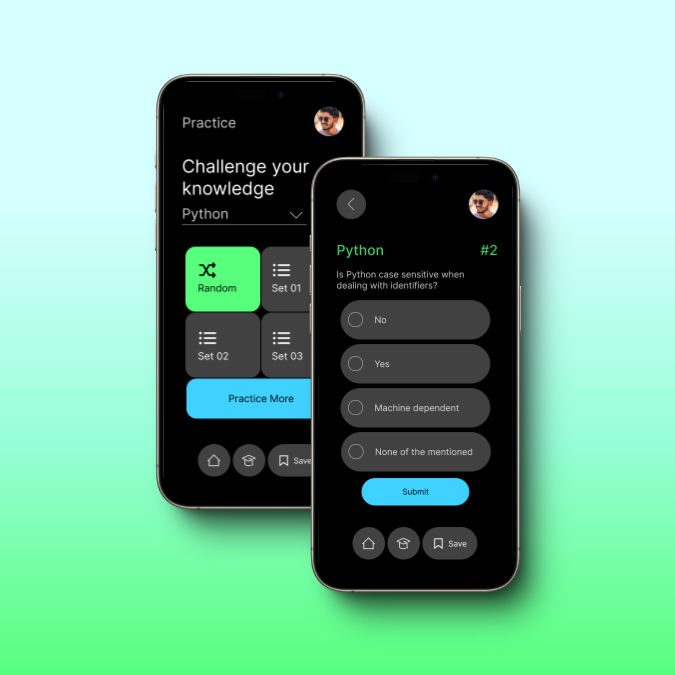 Practice
Challenge your
knowledge
Python
Random
Set 01
Set 02
Set 03
Practice More
Save
Python
#2
Is Python case sensitive when
dealing with identifiers?
No
Yes
Machine dependent
None of the mentioned
Submit
Save